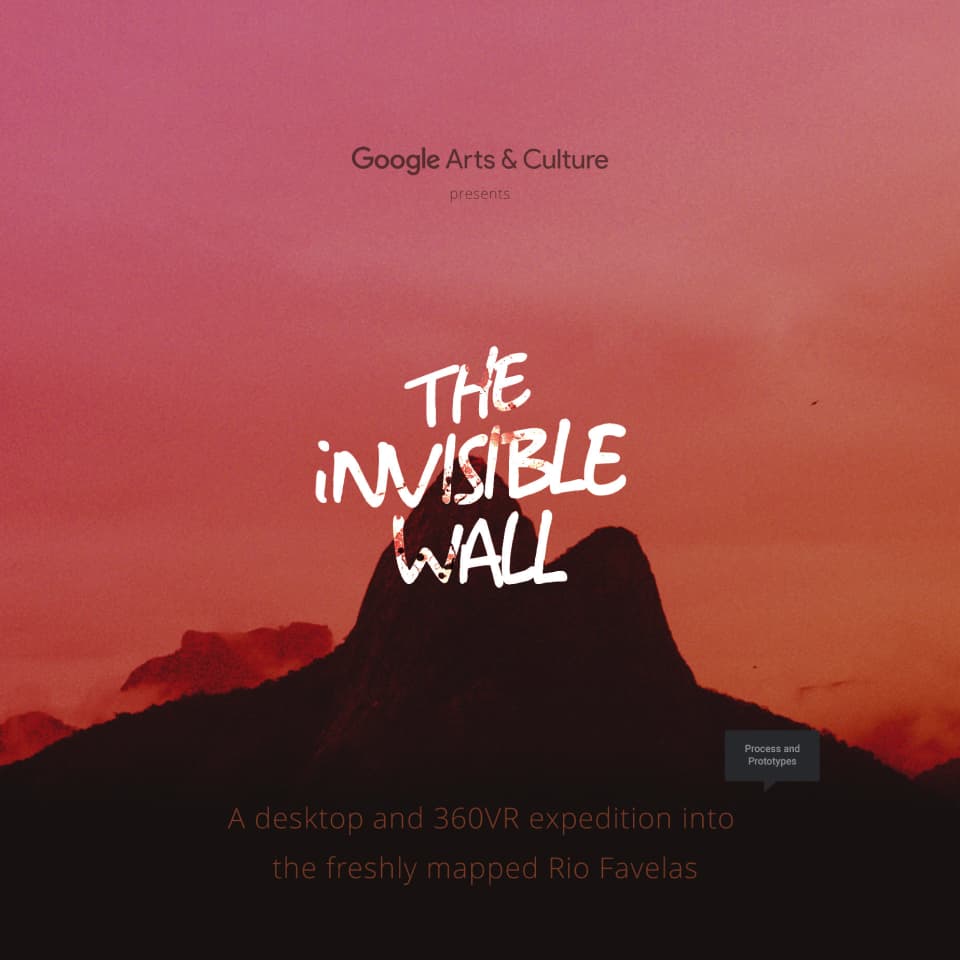 Google Arts & Culture
presents
THE
iNVISIBLE
WALL
Process and
Prototypes
A desktop and 360VR expedition into
the freshly mapped Rio Favelas